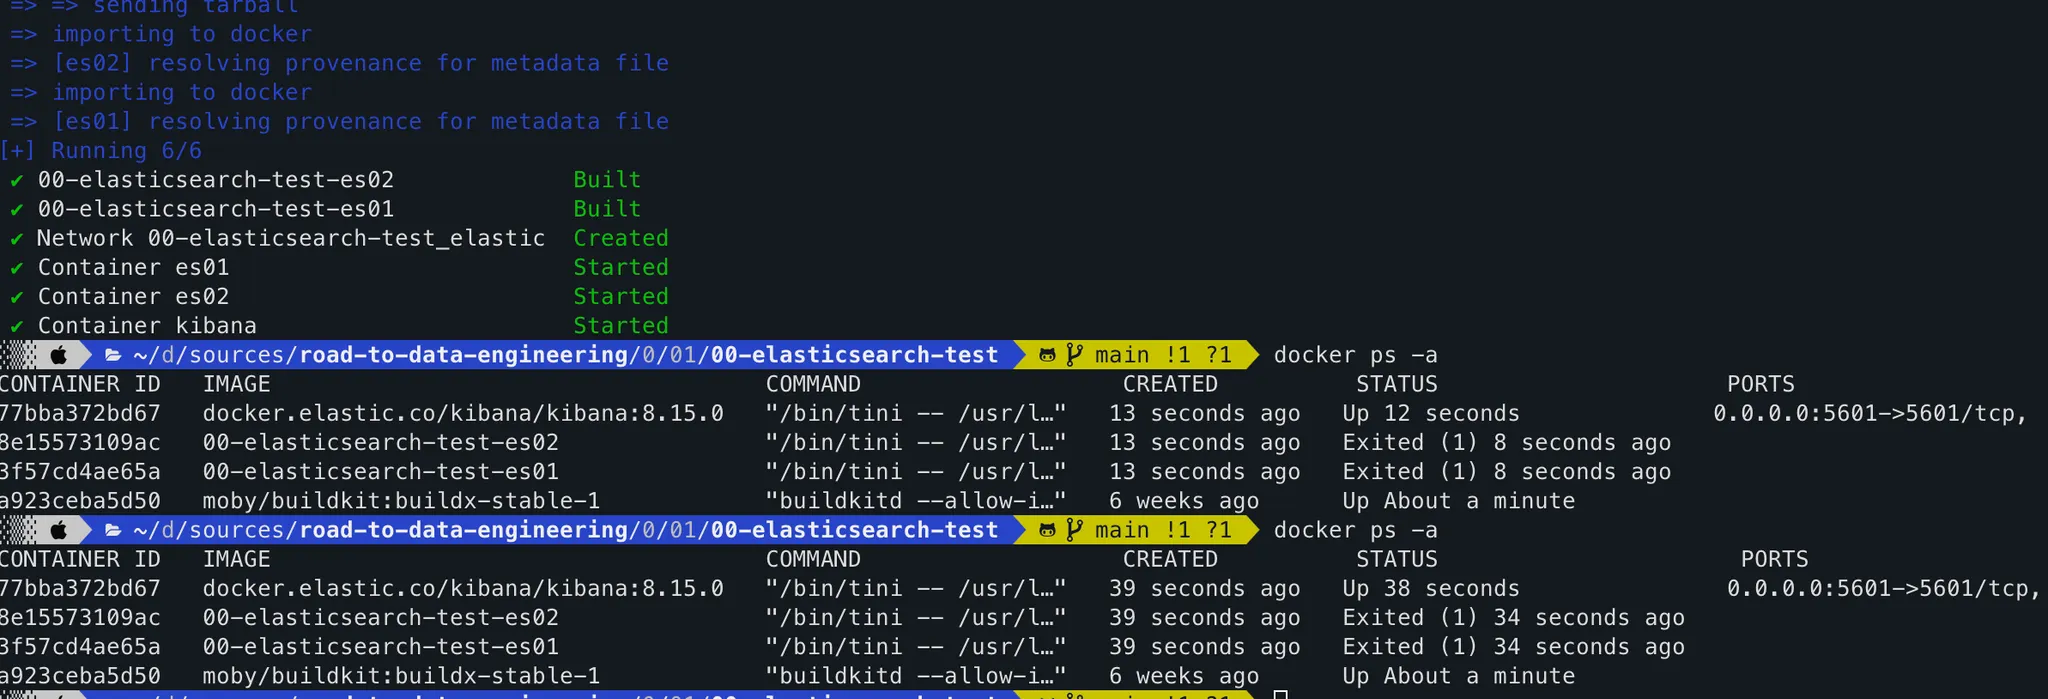 => => sending tarball
=> importing to docker
=> [es02] resolving provenance for metadata file
=> importing to docker
=> [es01] resolving provenance for metadata file
[+] Running 6/6
✔ 00-elasticsearch-test-es02 Built
✔ 00-elasticsearch-test-es01 Built
✔ Network 00-elasticsearch-test_elastic Created
✔ Container es01 Started
✔ Container es02 Started
✔ Container kibana Started
~/d/sources/road-to-data-engineering/0/01/00-elasticsearch-test main !1 ?1 docker ps -a
CONTAINER ID IMAGE COMMAND CREATED STATUS PORTS
77bba372bd67 docker.elastic.co/kibana/kibana:8.15.0 "/bin/tini -- /usr/l…" 13 seconds ago Up 12 seconds 0.0.0.0:5601->5601/tcp,
8e15573109ac 00-elasticsearch-test-es02 "/bin/tini -- /usr/l…" 13 seconds ago Exited (1) 8 seconds ago
3f57cd4ae65a 00-elasticsearch-test-es01 "/bin/tini -- /usr/l…" 13 seconds ago Exited (1) 8 seconds ago
a923ceba5d50 moby/buildkit:buildx-stable-1 "buildkitd --allow-i…" 6 weeks ago Up About a minute
~/d/sources/road-to-data-engineering/0/01/00-elasticsearch-test main !1 ?1 docker ps -a
CONTAINER ID IMAGE COMMAND CREATED STATUS PORTS
77bba372bd67 docker.elastic.co/kibana/kibana:8.15.0 "/bin/tini -- /usr/l…" 39 seconds ago Up 38 seconds 0.0.0.0:5601->5601/tcp,
8e15573109ac 00-elasticsearch-test-es02 "/bin/tini -- /usr/l…" 39 seconds ago Exited (1) 34 seconds ago
3f57cd4ae65a 00-elasticsearch-test-es01 "/bin/tini -- /usr/l…" 39 seconds ago Exited (1) 34 seconds ago
a923ceba5d50 moby/buildkit:buildx-stable-1 "buildkitd --allow-i…" 6 weeks ago Up About a minute